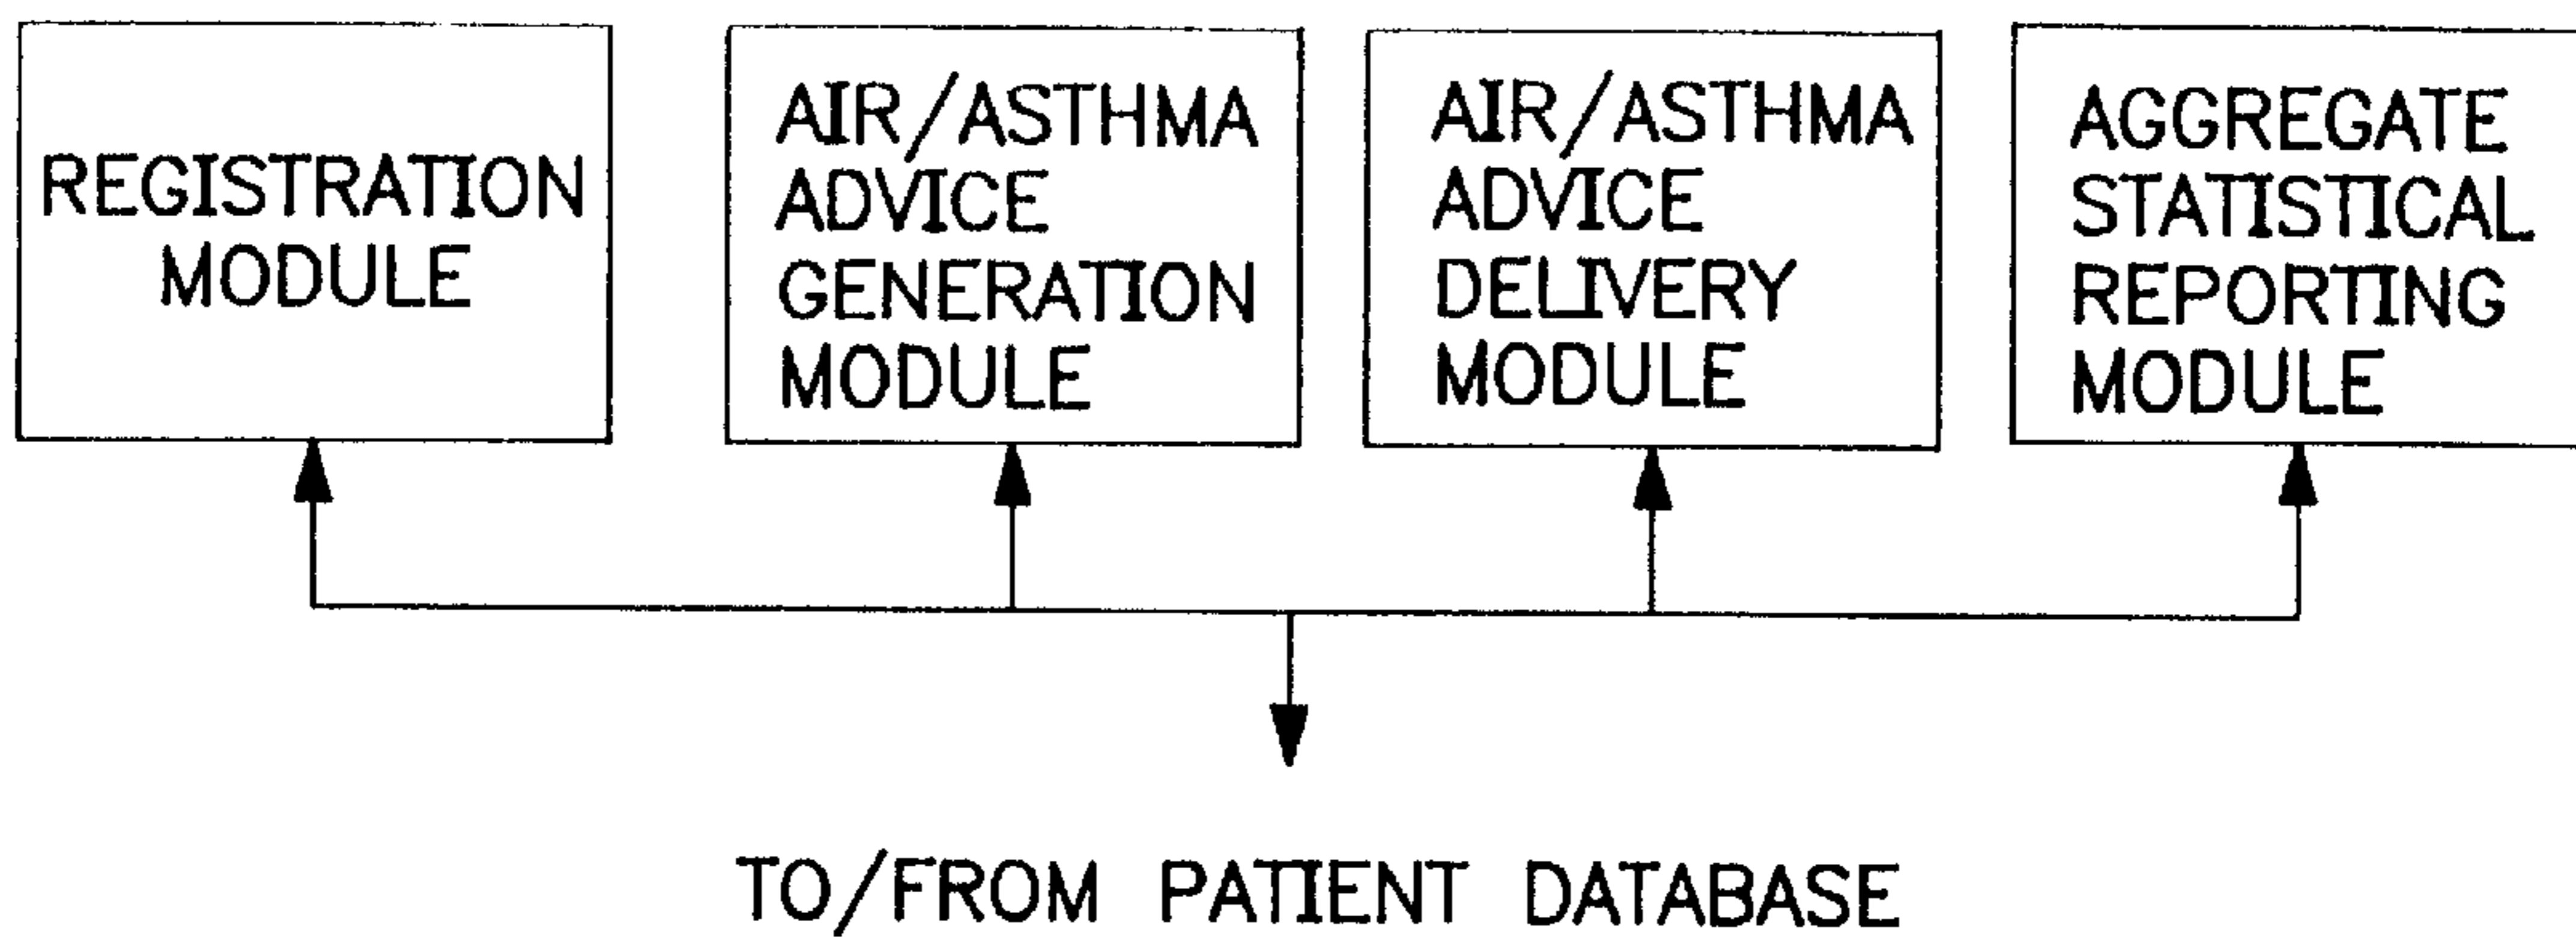 REGISTRATION
MODULE
AIR/ASTHMA
ADVICE
GENERATION
MODULE
AIR/ASTHMA
ADVICE
DELIVERY
MODULE
AGGREGATE
STATISTICAL
REPORTING
MODULE
TO/FROM PATIENT DATABASE